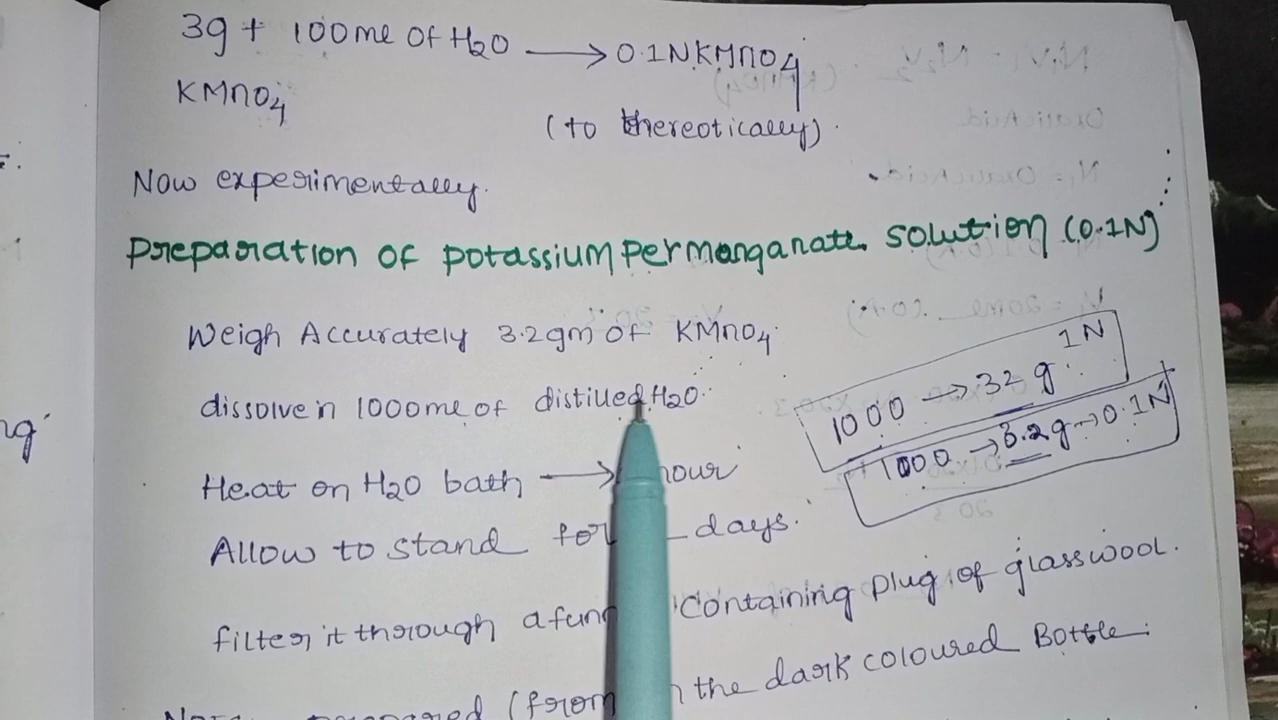 3g + 100ml of H2O → 0.1N KMnO4
KMnO4
(to thereotically).
Now experimentally.
Preparation of potassium permanganate solution (0.1N)
Weigh Accurately 3.2gm of KMnO4.
dissolve n 1000ml of distilled H2O.
1000 → 32 g 1N
1000 → 3.2g → 0.1N
Heat on H2O bath → hour
Allow to stand for days.
filter it through a Containing plug of glasswool.
(from the dark coloured Bottle.